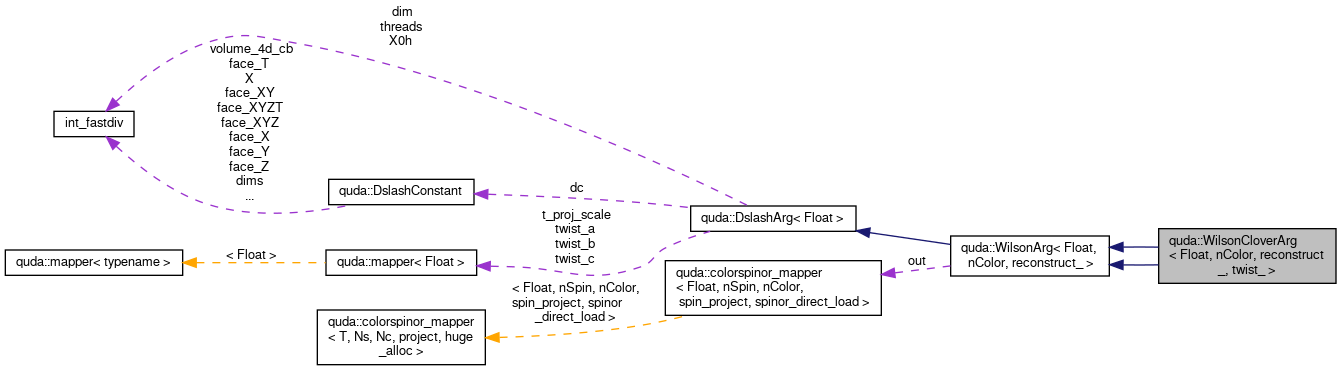 dim
threads
X0h
volume_4d_cb
face_T
X
face_XY
face_XYZT
face_XYZ
face_X
face_Y
face_Z
dims
...
int_fastdiv
quda::DslashConstant
dc
quda::DslashArg< Float >
t_proj_scale
twist_a
twist_b
twist_c
quda::mapper< typename >
< Float >
quda::mapper< Float >
quda::WilsonArg< Float,
nColor, reconstruct_ >
quda::WilsonCloverArg
< Float, nColor, reconstruct
_, twist_ >
out
quda::colorspinor_mapper
< Float, nSpin, nColor,
spin_project, spinor_direct_load >
< Float, nSpin, nColor,
spin_project, spinor
_direct_load >
quda::colorspinor_mapper
< T, Ns, Nc, project, huge
_alloc >